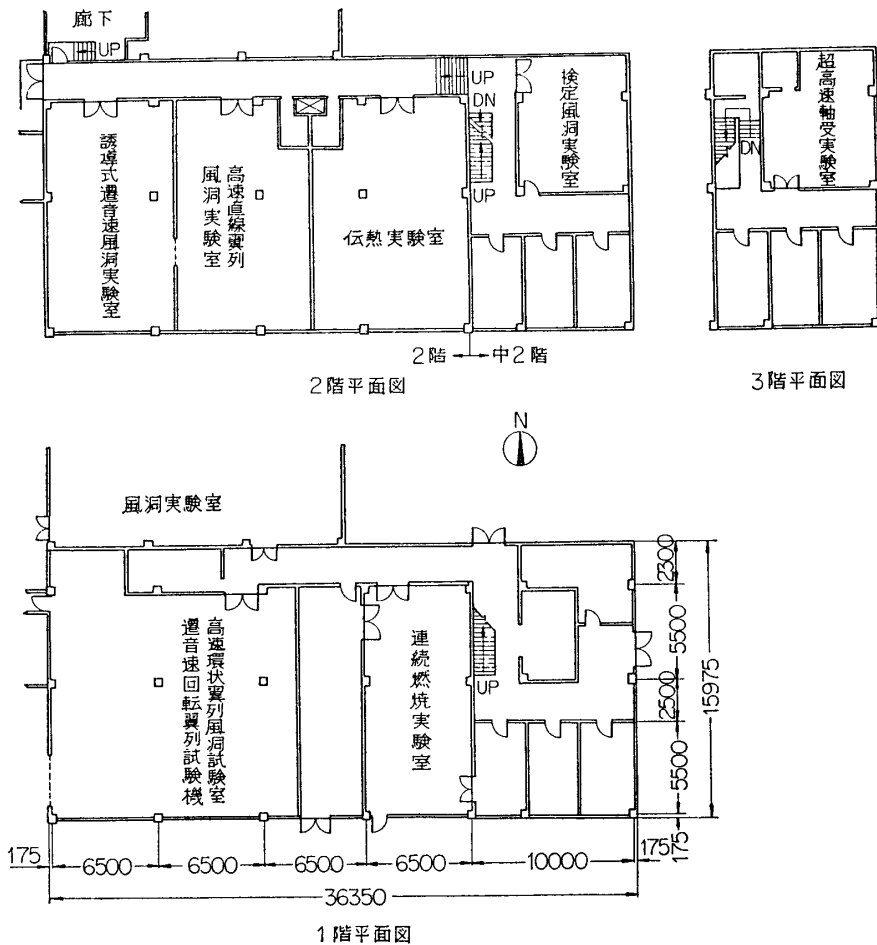 廊下
UP
UP
DN
UP
誘導式遷音速風洞実験室
高速直線翼列
風洞実験室
伝熱実験室
検定風洞実験室
2階
中2階
2階平面図
超高速軸受実験室
DN
3階平面図
N
風洞実験室
高速環状翼列風洞試験室
遷音速回転翼列試験機
連続燃焼実験室
UP
2300
5500
2500
5500
175
15975
175
6500
6500
6500
6500
10000
175
36350
1階平面図